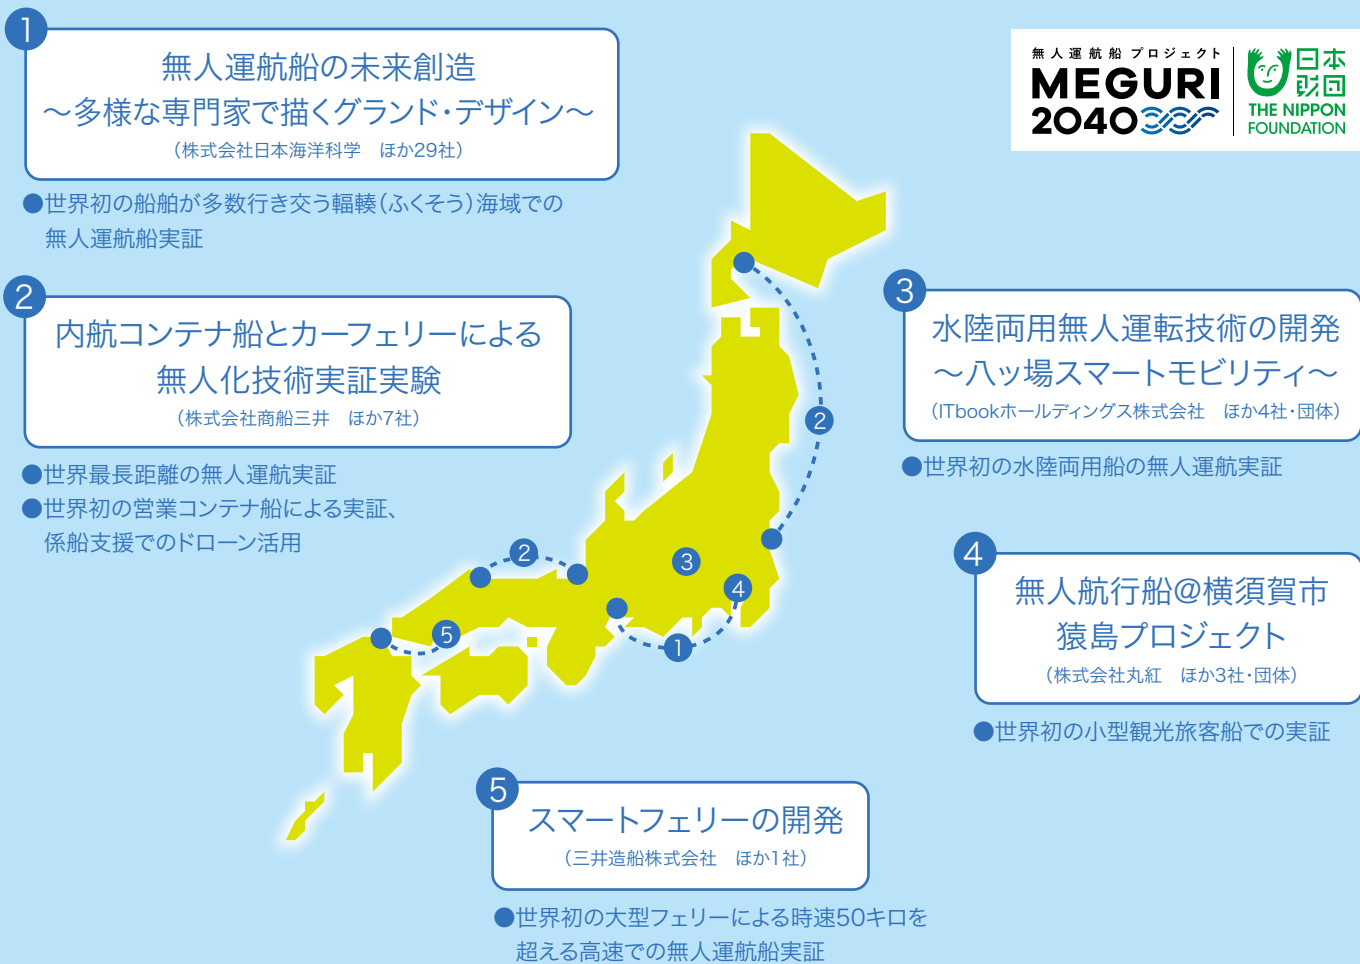 1
無人運航船の未来創造
～多様な専門家で描くグランド・デザイン～
（株式会社日本海洋科学　ほか29社）
●世界初の船舶が多数行き交う輻輳（ふくそう）海域での
無人運航船実証
無人運航船 プロジェクト
MEGURI
2040
日本
財団
THE NIPPON
FOUNDATION
2
内航コンテナ船とカーフェリーによる
無人化技術実証実験
（株式会社商船三井　ほか7社）
●世界最長距離の無人運航実証
●世界初の営業コンテナ船による実証、
係船支援でのドローン活用
3
水陸両用無人運転技術の開発
～八ッ場スマートモビリティ～
（ITbookホールディングス株式会社　ほか4社・団体）
●世界初の水陸両用船の無人運航実証
4
無人航行船@横須賀市
猿島プロジェクト
（株式会社丸紅　ほか3社・団体）
●世界初の小型観光旅客船での実証
2
2
3
4
5
1
5
スマートフェリーの開発
（三井造船株式会社　ほか1社）
●世界初の大型フェリーによる時速50キロを
超える高速での無人運航船実証